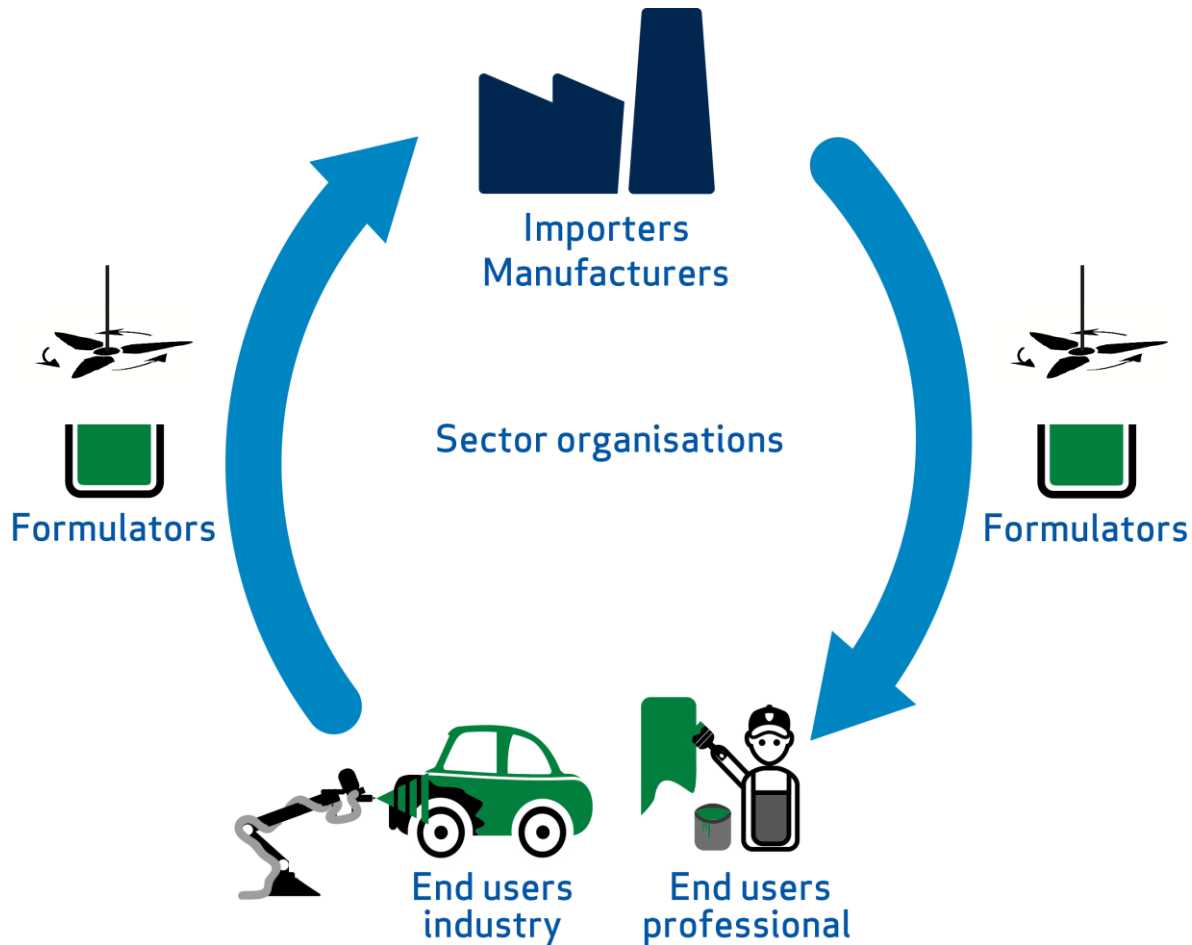 Importers
Manufacturers
Sector organisations
Formulators
Formulators
End users
industry
End users
professional